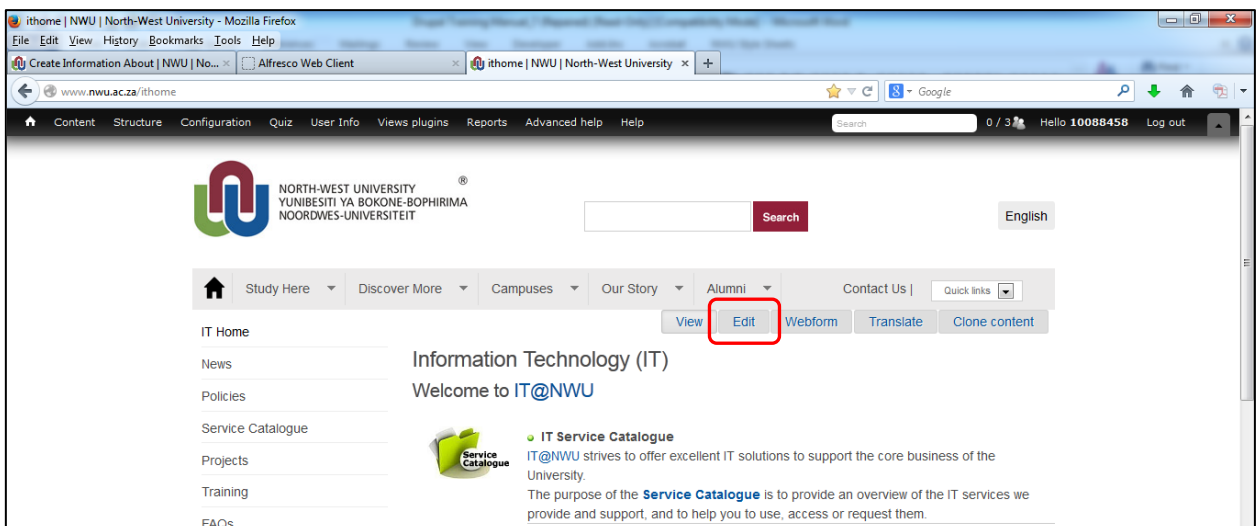 ithome | NWU | North-West University - Mozilla Firefox
File Edit View History Bookmarks Tools Help
Create Information About | NWU | No... × Alfresco Web Client × ithome | NWU | North-West University × +
www.nwu.ac.za/ithome Google
Content Structure Configuration Quiz User Info Views plugins Reports Advanced help Help Search 0 / 3 Hello 10088458 Log out
NORTH-WEST UNIVERSITY ®
YUNIBESITI YA BOKONE-BOPHIRIMA
NOORDWES-UNIVERSITEIT
Search English
Study Here Discover More Campuses Our Story Alumni Contact Us | Quick links
View Edit Webform Translate Clone content
IT Home
News
Policies
Service Catalogue
Projects
Training
FAQs
Information Technology (IT)
Welcome to IT@NWU
Service
Catalogue
IT Service Catalogue
IT@NWU strives to offer excellent IT solutions to support the core business of the
University.
The purpose of the Service Catalogue is to provide an overview of the IT services we
provide and support, and to help you to use, access or request them.